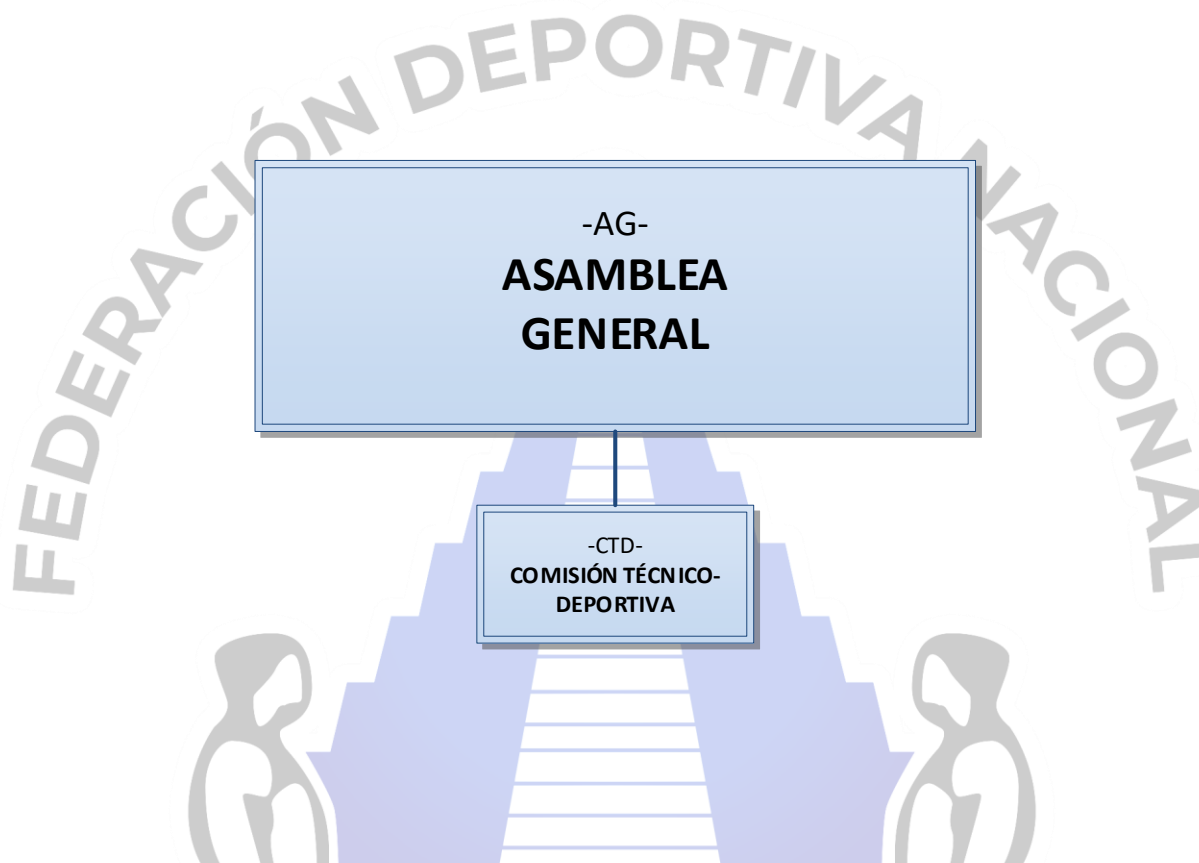 FEDERACIÓN DEPORTIVA NACIONAL
-AG-
ASAMBLEA
GENERAL
-CTD-
COMISIÓN TÉCNICO-
DEPORTIVA